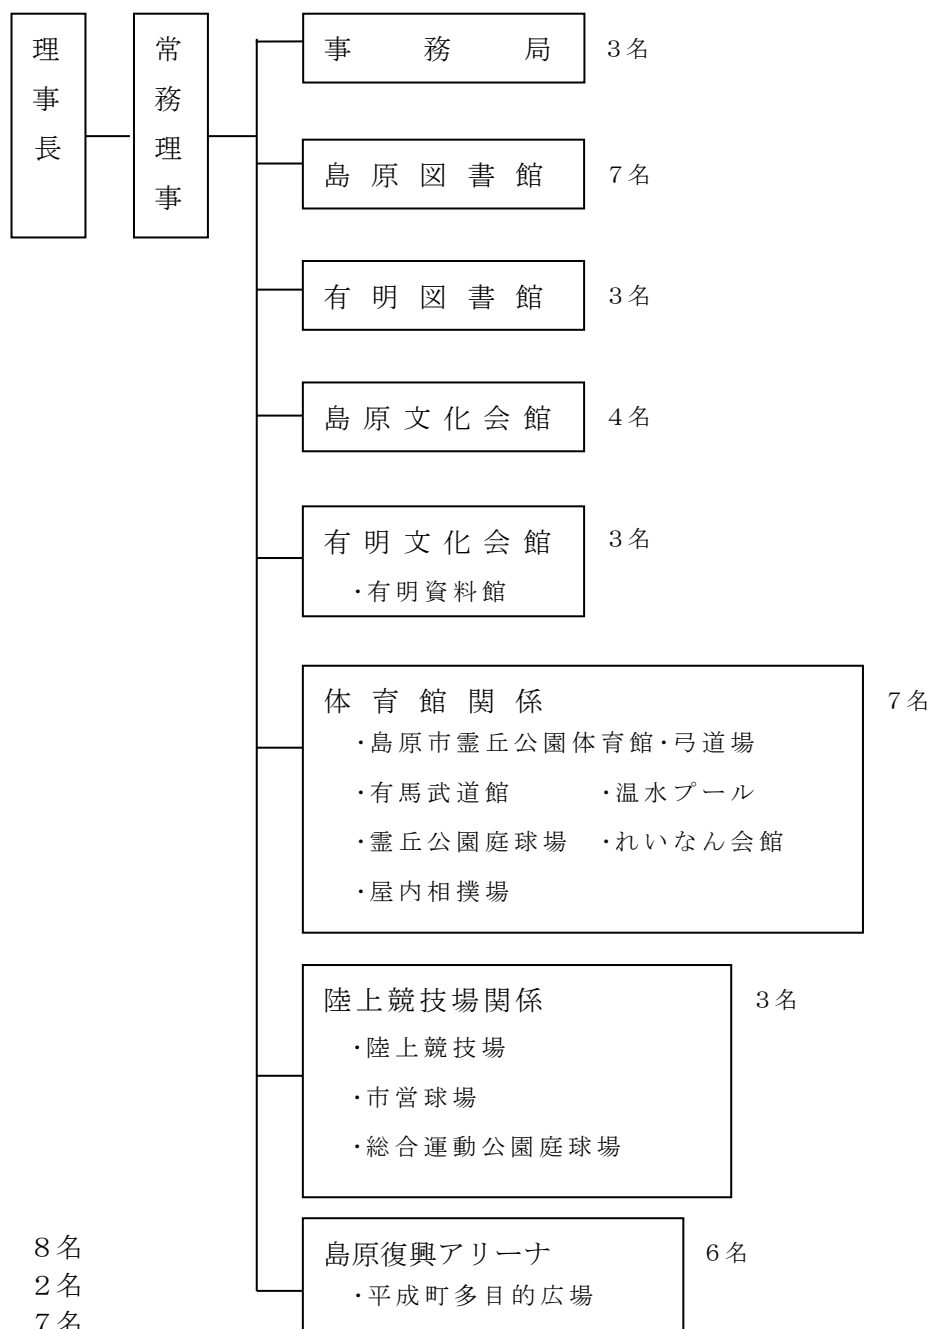 理事長
常務理事
事務局 3名
島原図書館 7名
有明図書館 3名
島原文化会館 4名
有明文化会館 3名
・有明資料館
体育館関係 7名
・島原市霊丘公園体育館・弓道場
・有馬武道館 ・温水プール
・霊丘公園庭球場 ・れいなん会館
・屋内相撲場
陸上競技場関係 3名
・陸上競技場
・市営球場
・総合運動公園庭球場
島原復興アリーナ 6名
・平成町多目的広場
8名
2名
7名